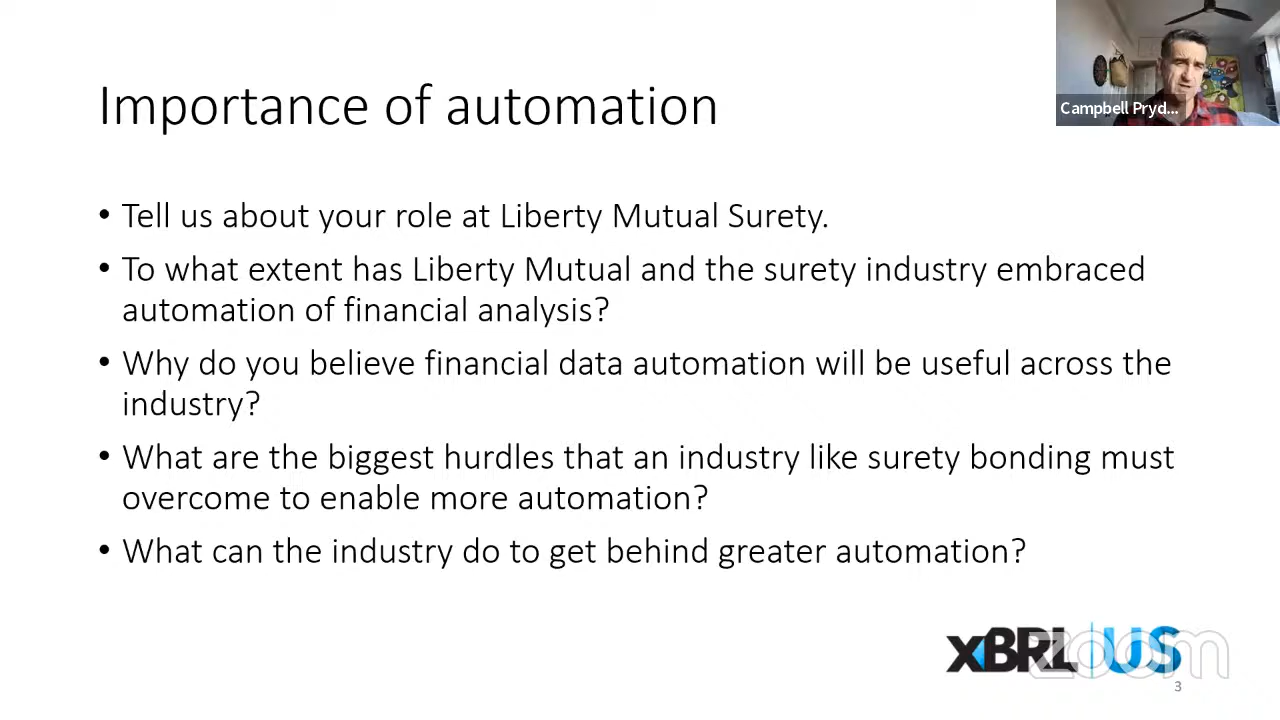 Campbell Pryd...
Importance of automation
• Tell us about your role at Liberty Mutual Surety.
• To what extent has Liberty Mutual and the surety industry embraced
automation of financial analysis?
• Why do you believe financial data automation will be useful across the
industry?
• What are the biggest hurdles that an industry like surety bonding must
overcome to enable more automation?
• What can the industry do to get behind greater automation?
XBRL US
zoom
3